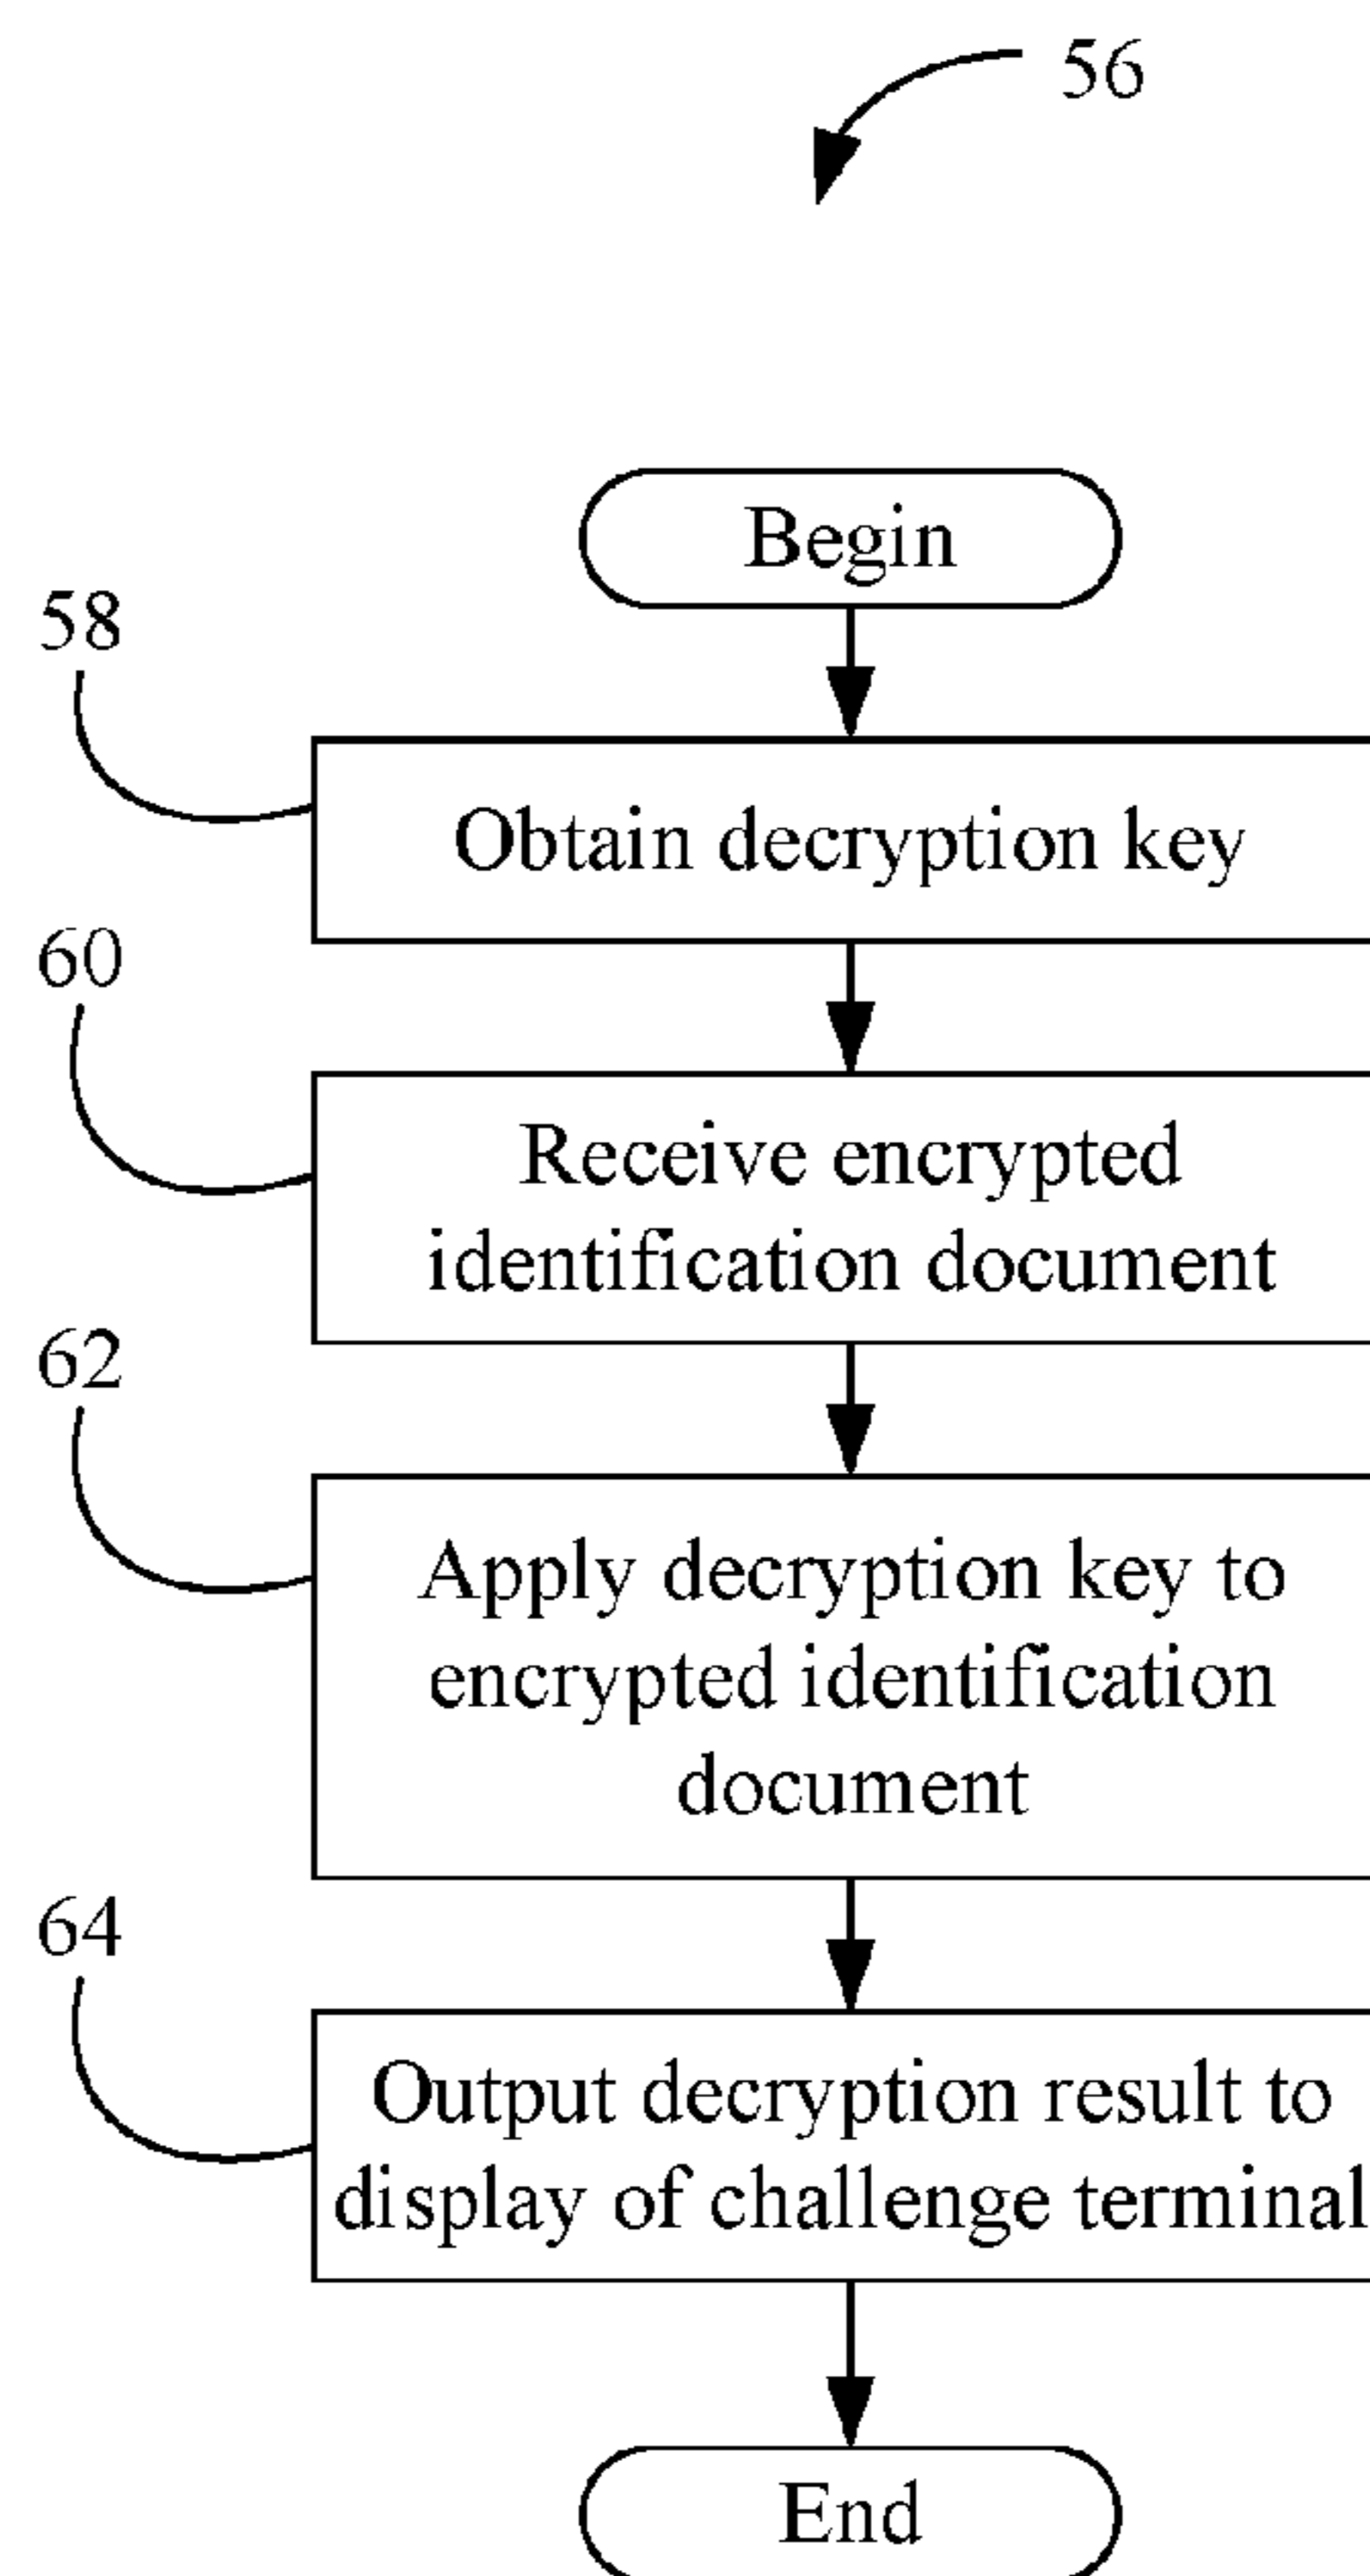 56
Begin
58
Obtain decryption key
60
Receive encrypted
identification document
62
Apply decryption key to
encrypted identification
document
64
Output decryption result to
display of challenge terminal
End